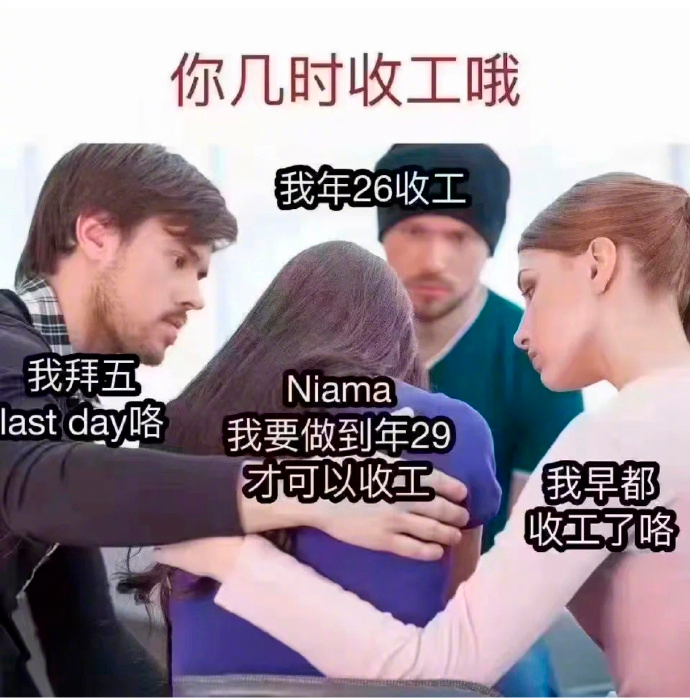 你几时收工哦
我年26收工
我拜五
last day咯
Niama
我要做到年29
才可以收工
我早都
收工了咯